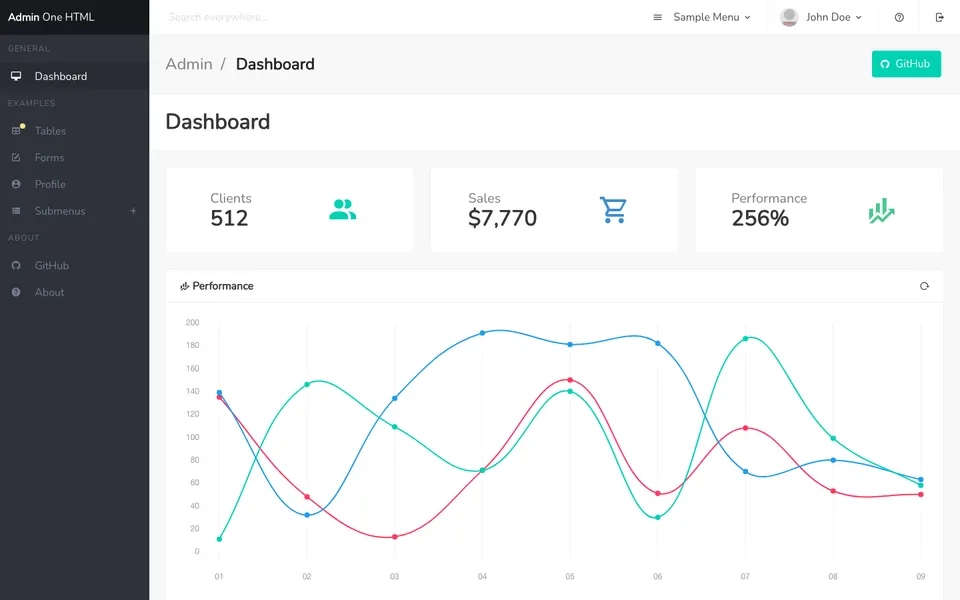 Admin One HTML
Search everywhere...
Sample Menu
John Doe
GENERAL
Dashboard
EXAMPLES
Tables
Forms
Profile
Submenus +
ABOUT
GitHub
About
Admin / Dashboard
GitHub
Dashboard
Clients
512
Sales
$7,770
Performance
256%
Performance
200
180
160
140
120
100
80
60
40
20
0
01 02 03 04 05 06 07 08 09